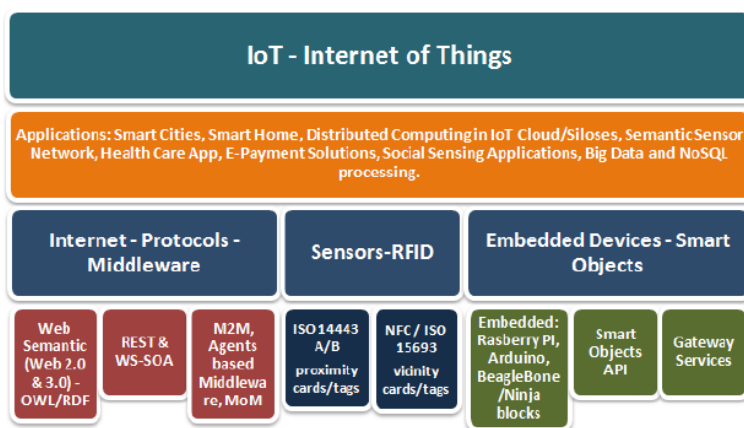 IoT - Internet of Things
Applications: Smart Cities, Smart Home, Distributed Computing in IoT Cloud/Siloses, Semantic Sensor
Network, Health Care App, E-Payment Solutions, Social Sensing Applications, Big Data and NoSQL
processing.
Internet - Protocols -
Middleware
Sensors-RFID
Embedded Devices - Smart
Objects
Web
Semantic
(Web 2.0
& 3.0) -
OWL/RDF
REST &
WS-SOA
M2M,
Agents
based
Middlewa
re, MoM
ISO 14443
A/B
proximity
cards/tags
NFC / ISO
15693
vidinity
cards/tags
Embedded:
Rasberry PI,
Arduino,
BeagleBone
/Ninja
blocks
Smart
Objects
API
Gateway
Services